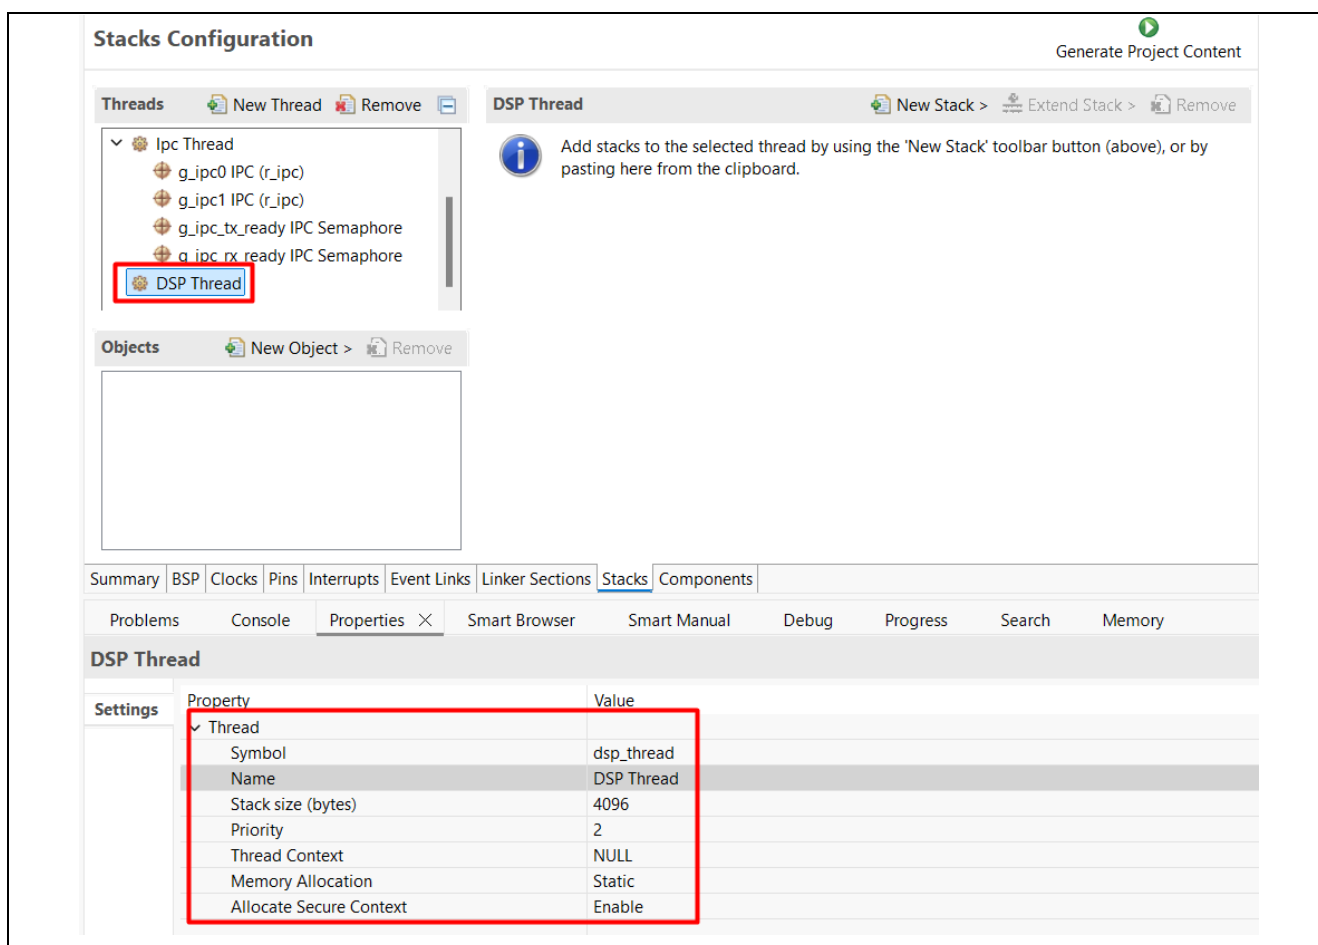 Stacks Configuration
Generate Project Content
Threads New Thread Remove
Ipc Thread
g_ipc0 IPC (r_ipc)
g_ipc1 IPC (r_ipc)
g_ipc_tx_ready IPC Semaphore
g_ipc_rx_ready IPC Semaphore
DSP Thread
DSP Thread New Stack > Extend Stack > Remove
Add stacks to the selected thread by using the 'New Stack' toolbar button (above), or by
pasting here from the clipboard.
Objects New Object > Remove
Summary BSP Clocks Pins Interrupts Event Links Linker Sections Stacks Components
Problems Console Properties Smart Browser Smart Manual Debug Progress Search Memory
DSP Thread
Settings
Property Value
Thread
Symbol dsp_thread
Name DSP Thread
Stack size (bytes) 4096
Priority 2
Thread Context NULL
Memory Allocation Static
Allocate Secure Context Enable